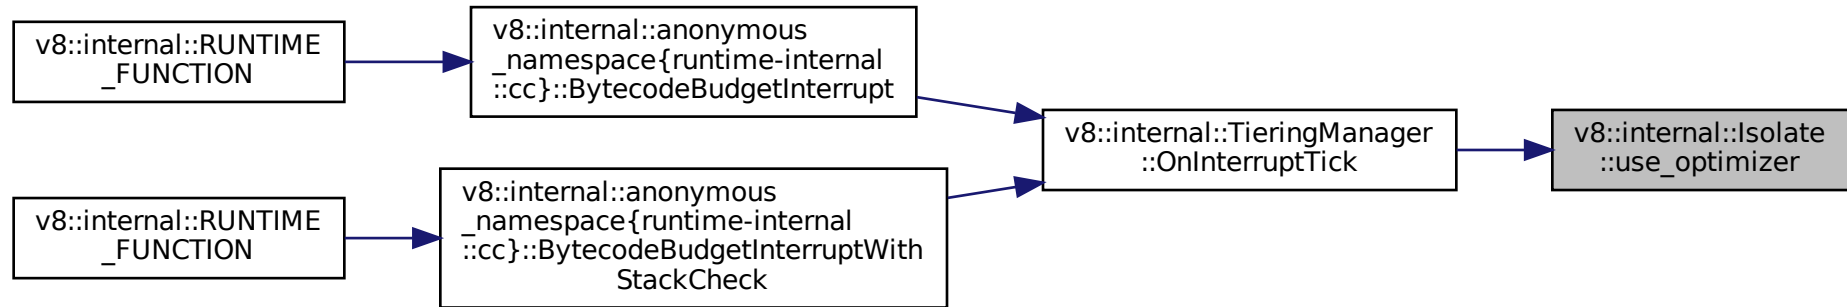 v8::internal::RUNTIME
_FUNCTION
v8::internal::anonymous
_namespace{runtime-internal
::cc}::BytecodeBudgetInterrupt
v8::internal::TieringManager
::OnInterruptTick
v8::internal::Isolate
::use_optimizer
v8::internal::RUNTIME
_FUNCTION
v8::internal::anonymous
_namespace{runtime-internal
::cc}::BytecodeBudgetInterruptWith
StackCheck